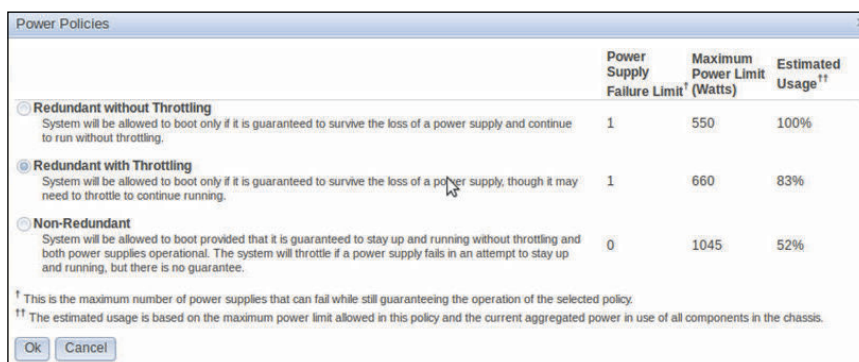 Power Policies
Power Supply Failure Limit† Maximum Power Limit (Watts) Estimated Usage††
Redundant without Throttling
System will be allowed to boot only if it is guaranteed to survive the loss of a power supply and continue 1 550 100%
to run without throttling.
Redundant with Throttling
System will be allowed to boot only if it is guaranteed to survive the loss of a power supply, though it may 1 660 83%
need to throttle to continue running.
Non-Redundant
System will be allowed to boot provided that it is guaranteed to stay up and running without throttling and
both power supplies operational. The system will throttle if a power supply fails in an attempt to stay up 0 1045 52%
and running, but there is no guarantee.
† This is the maximum number of power supplies that can fail while still guaranteeing the operation of the selected policy.
†† The estimated usage is based on the maximum power limit allowed in this policy and the current aggregated power in use of all components in the chassis.
Ok Cancel